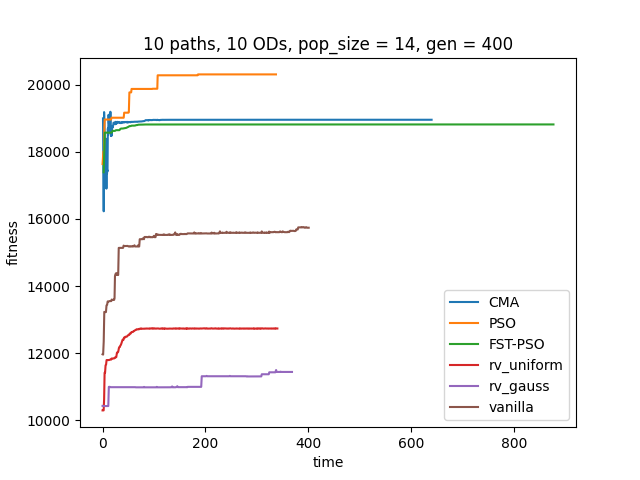 10 paths, 10 ODs, pop_size = 14, gen = 400
fitness
20000
18000
16000
14000
12000
10000
0
200
400
600
800
time
CMA
PSO
FST-PSO
rv_uniform
rv_gauss
vanilla